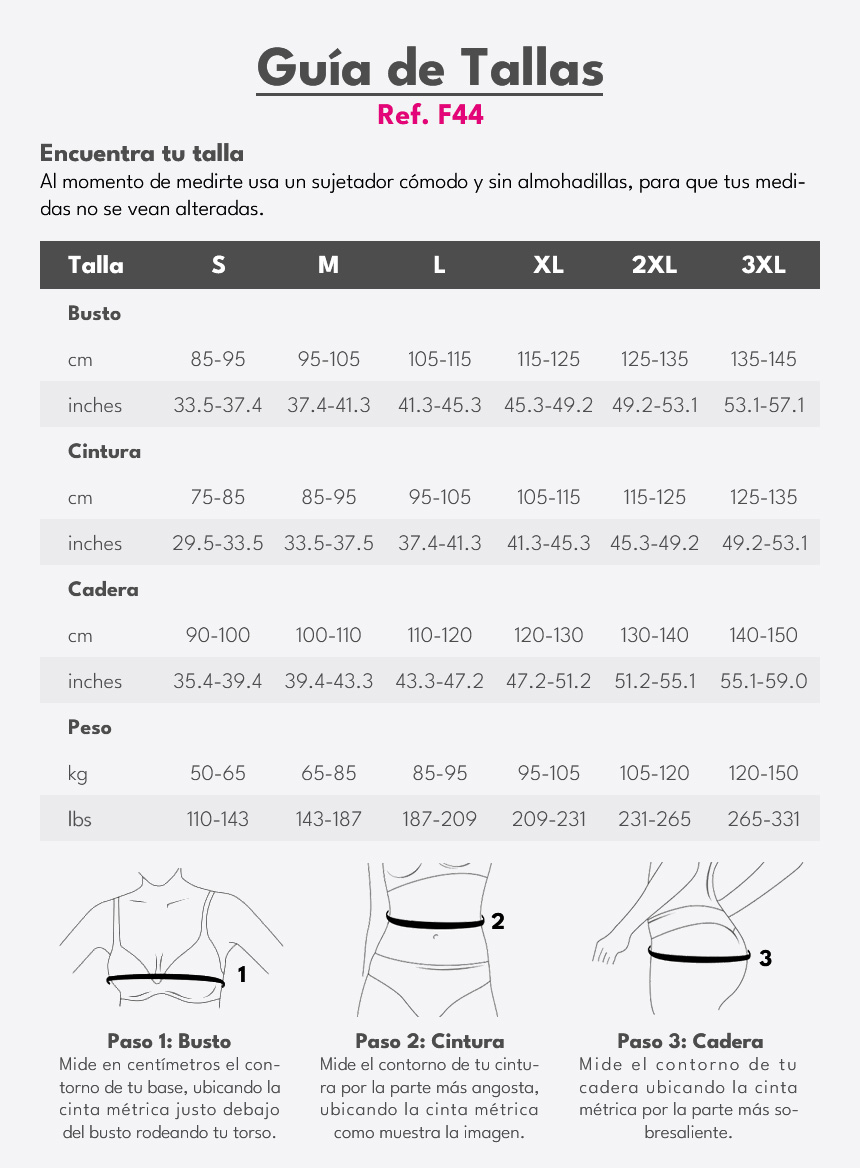 Guía de Tallas
Ref. F44
Encuentra tu talla
Al momento de medirte usa un sujetador cómodo y sin almohadillas, para que tus medi-
das no se vean alteradas.
Talla S M L XL 2XL 3XL
Busto
cm 85-95 95-105 105-115 115-125 125-135 135-145
inches 33.5-37.4 37.4-41.3 41.3-45.3 45.3-49.2 49.2-53.1 53.1-57.1
Cintura
cm 75-85 85-95 95-105 105-115 115-125 125-135
inches 29.5-33.5 33.5-37.5 37.4-41.3 41.3-45.3 45.3-49.2 49.2-53.1
Cadera
cm 90-100 100-110 110-120 120-130 130-140 140-150
inches 35.4-39.4 39.4-43.3 43.3-47.2 47.2-51.2 51.2-55.1 55.1-59.0
Peso
kg 50-65 65-85 85-95 95-105 105-120 120-150
lbs 110-143 143-187 187-209 209-231 231-265 265-331
1
2
3
Paso 1: Busto
Mide en centímetros el con-
torno de tu base, ubicando la
cinta métrica justo debajo
del busto rodeando tu torso.
Paso 2: Cintura
Mide el contorno de tu cintu-
ra por la parte más angosta,
ubicando la cinta métrica
como muestra la imagen.
Paso 3: Cadera
Mide el contorno de tu
cadera ubicando la cinta
métrica por la parte más so-
bresaliente.